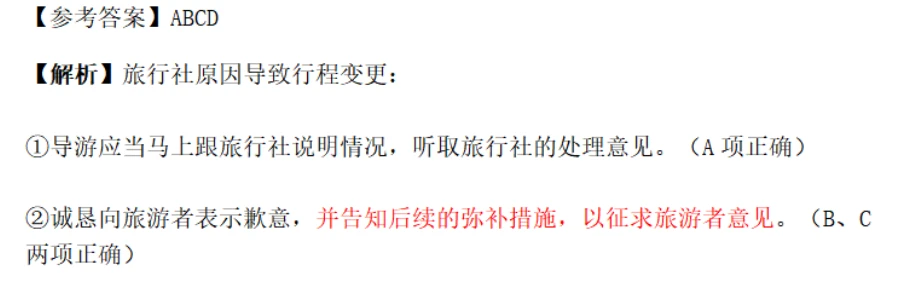 【参考答案】ABCD
【解析】旅行社原因导致行程变更：
①导游应当马上跟旅行社说明情况，听取旅行社的处理意见。（A 项正确）
②诚恳向旅游者表示歉意，并告知后续的弥补措施，以征求旅游者意见。（B、C
两项正确）